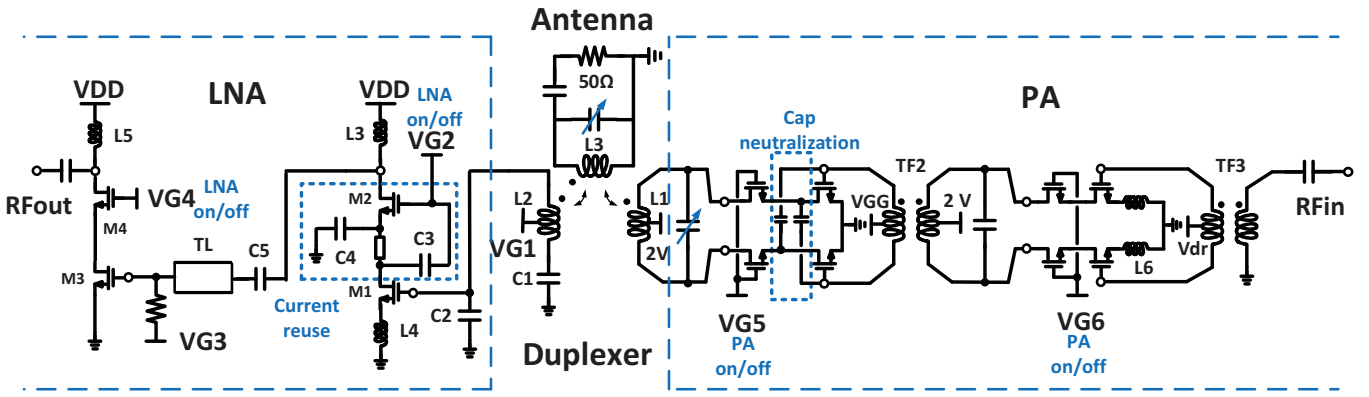 Antenna
LNA
PA
VDD
L5
RFout
VG4
M4
LNA
on/off
TL
C5
M3
VG3
VDD
L3
LNA
on/off
VG2
M2
C3
C4
M1
Current
reuse
L4
C2
50Ω
L3
L2
VG1
C1
L1
2V
Duplexer
Cap
neutralization
VGG
TF2
VG5
PA
on/off
2 V
TF3
Vdr
L6
VG6
PA
on/off
RFin